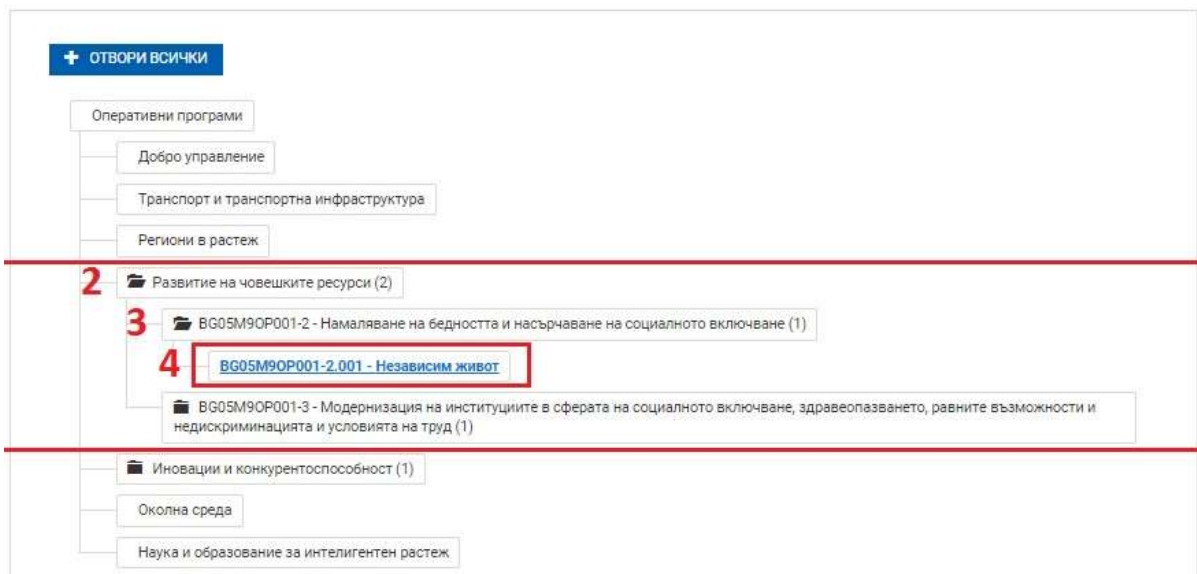 + ОТВОРИ ВСИЧКИ
Оперативни програми
Добро управление
Транспорт и транспортна инфраструктура
Региони в растеж
2 Развитие на човешките ресурси (2)
3 BG05M9OP001-2 - Намаляване на бедността и насърчаване на социалното включване (1)
4 BG05M9OP001-2.001 - Независим живот
BG05M9OP001-3 - Модернизация на институциите в сферата на социалното включване, здравеопазването, равните възможности и
недискриминацията и условията на труд (1)
Иновации и конкурентоспособност (1)
Околна среда
Наука и образование за интелигентен растеж